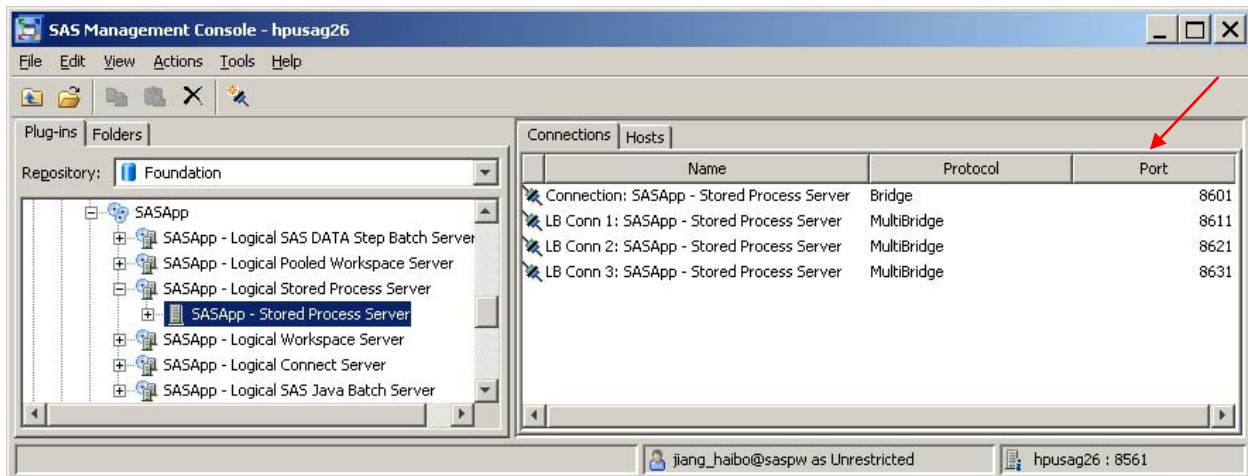 SAS Management Console - hpusag26
File Edit View Actions Tools Help
Plug-ins Folders
Repository: Foundation
SASApp
SASApp - Logical SAS DATA Step Batch Server
SASApp - Logical Pooled Workspace Server
SASApp - Logical Stored Process Server
SASApp - Stored Process Server
SASApp - Logical Workspace Server
SASApp - Logical Connect Server
SASApp - Logical SAS Java Batch Server
Connections Hosts
Name Protocol Port
Connection: SASApp - Stored Process Server Bridge 8601
LB Conn 1: SASApp - Stored Process Server MultiBridge 8611
LB Conn 2: SASApp - Stored Process Server MultiBridge 8621
LB Conn 3: SASApp - Stored Process Server MultiBridge 8631
jiang_haibo@saspw as Unrestricted
hpusag26 : 8561